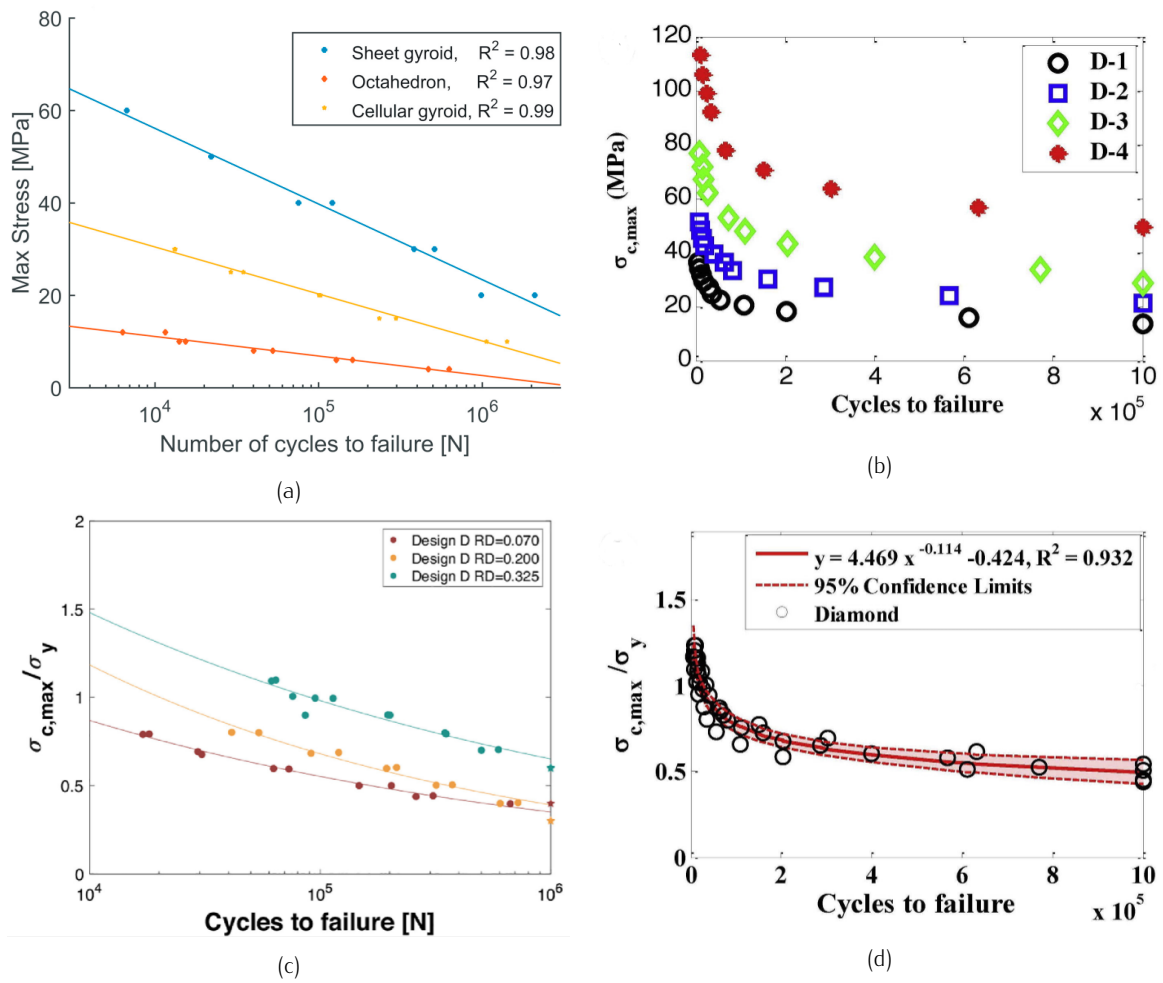 80
60
40
20
0
Max Stress [MPa]
Sheet gyroid, R² = 0.98
Octahedron, R² = 0.97
Cellular gyroid, R² = 0.99
10⁴ 10⁵ 10⁶
Number of cycles to failure [N]
(a)
120
100
80
60
40
20
0
σc,max (MPa)
D-1
D-2
D-3
D-4
0 2 4 6 8 10
Cycles to failure
x 10⁵
(b)
2
1.5
1
0.5
0
σc,max/σy
Design D RD=0.070
Design D RD=0.200
Design D RD=0.325
10⁴ 10⁵ 10⁶
Cycles to failure [N]
(c)
1.5
1
0.5
0
σc,max/σy
y = 4.469 x ⁻⁰·¹¹⁴ -0.424, R² = 0.932
95% Confidence Limits
Diamond
0 2 4 6 8 10
Cycles to failure
x 10⁵
(d)